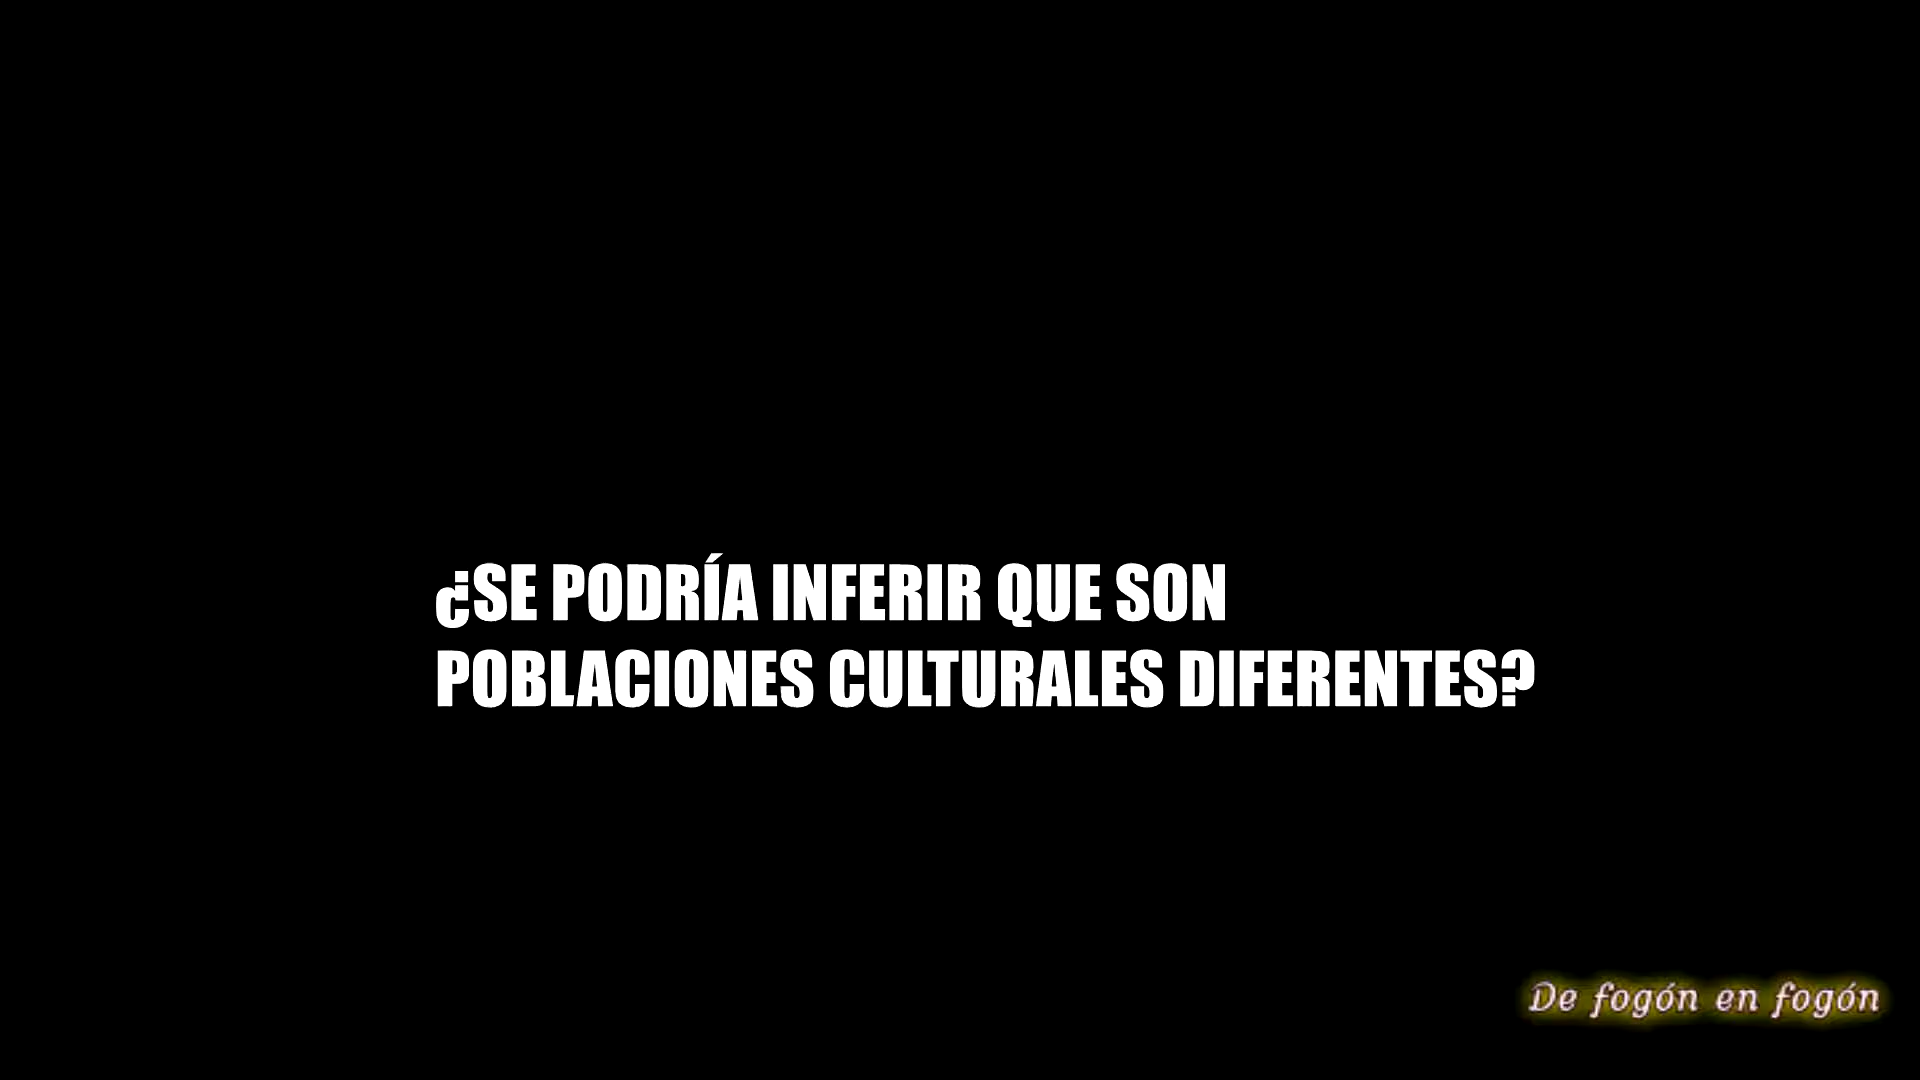 ¿SE PODRÍA INFERIR QUE SON
POBLACIONES CULTURALES DIFERENTES?
De fogón en fogón